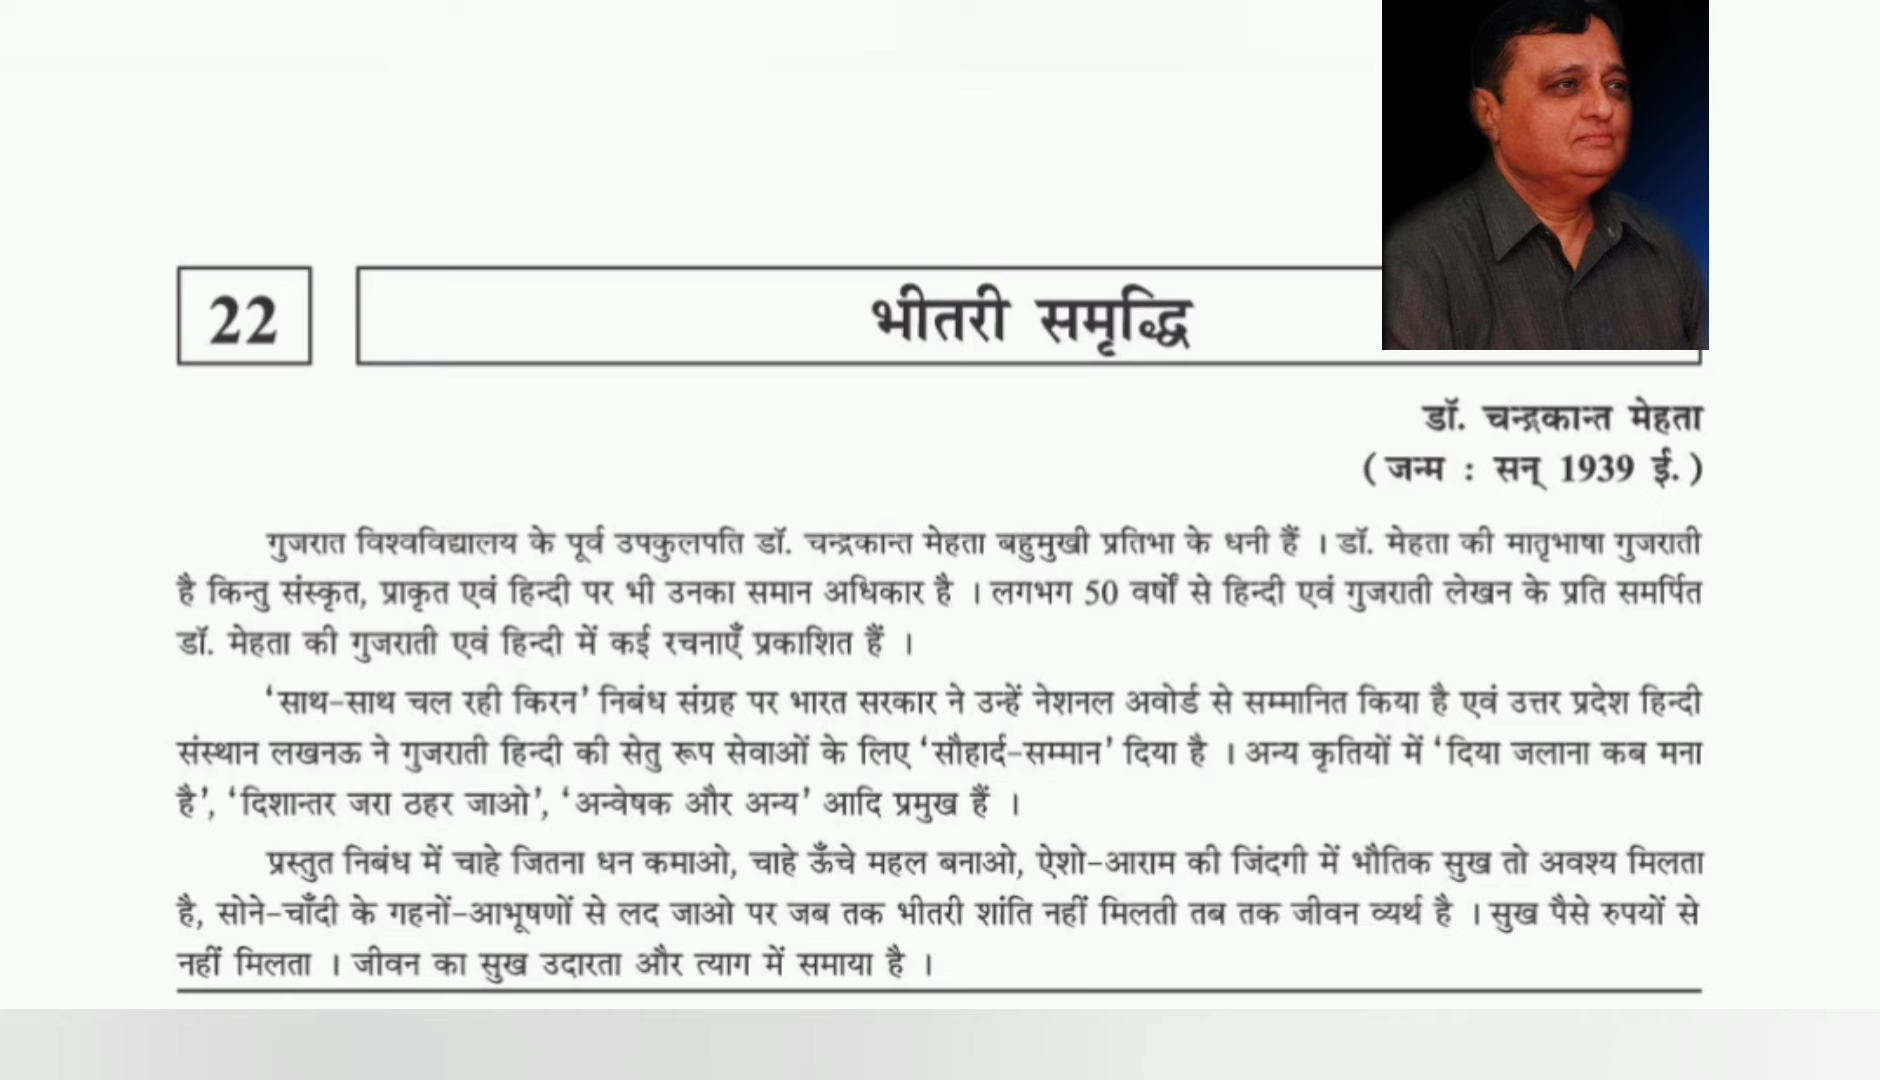 22
भीतरी समृद्धि
डॉ. चन्द्रकान्त मेहता
( जन्म : सन् 1939 ई. )
गुजरात विश्वविद्यालय के पूर्व उपकुलपति डॉ. चन्द्रकान्त मेहता बहुमुखी प्रतिभा के धनी हैं । डॉ. मेहता की मातृभाषा गुजराती
है किन्तु संस्कृत, प्राकृत एवं हिन्दी पर भी उनका समान अधिकार है । लगभग 50 वर्षों से हिन्दी एवं गुजराती लेखन के प्रति समर्पित
डॉ. मेहता की गुजराती एवं हिन्दी में कई रचनाएँ प्रकाशित हैं ।
‘साथ-साथ चल रही किरन’ निबंध संग्रह पर भारत सरकार ने उन्हें नेशनल अवोर्ड से सम्मानित किया है एवं उत्तर प्रदेश हिन्दी
संस्थान लखनऊ ने गुजराती हिन्दी की सेतु रूप सेवाओं के लिए ‘सौहार्द-सम्मान’ दिया है । अन्य कृतियों में ‘दिया जलाना कब मना
है’, ‘दिशान्तर जरा ठहर जाओ’, ‘अन्वेषक और अन्य’ आदि प्रमुख हैं ।
प्रस्तुत निबंध में चाहे जितना धन कमाओ, चाहे ऊँचे महल बनाओ, ऐशो-आराम की जिंदगी में भौतिक सुख तो अवश्य मिलता
है, सोने-चाँदी के गहनों-आभूषणों से लद जाओ पर जब तक भीतरी शांति नहीं मिलती तब तक जीवन व्यर्थ है । सुख पैसे रुपयों से
नहीं मिलता । जीवन का सुख उदारता और त्याग में समाया है ।